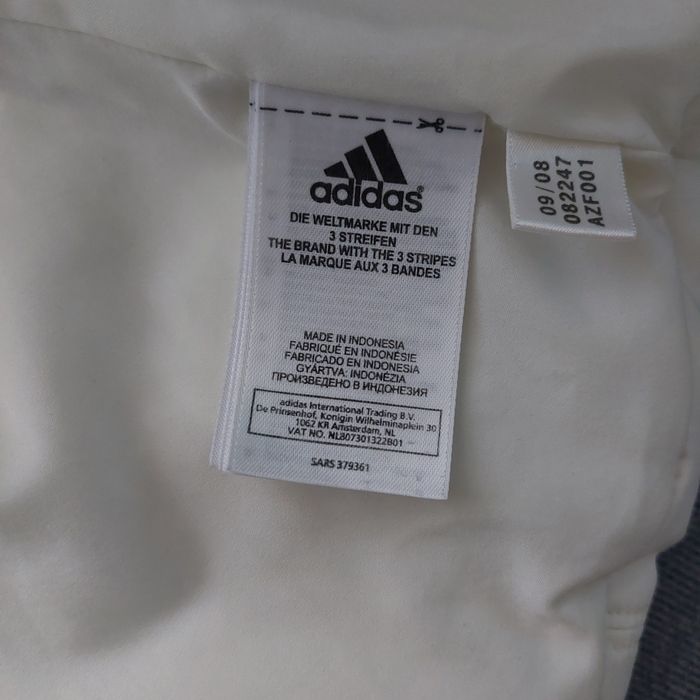 adidas®
DIE WELTMARKE MIT DEN
3 STREIFEN
THE BRAND WITH THE 3 STRIPES
LA MARQUE AUX 3 BANDES
MADE IN INDONESIA
FABRIQUÉ EN INDONÉSIE
FABRICADO EN INDONESIA
GYÁRTVA: INDONÉZIA
ПРОИЗВЕДЕНО В ИНДОНЕЗИЯ
adidas International Trading B.V.
De Prinsenhof, Konigin Wilhelminaplein 30
1062 KR Amsterdam, NL
VAT NO. NL807301322B01
SARS 379361
09/08
082247
AZF001